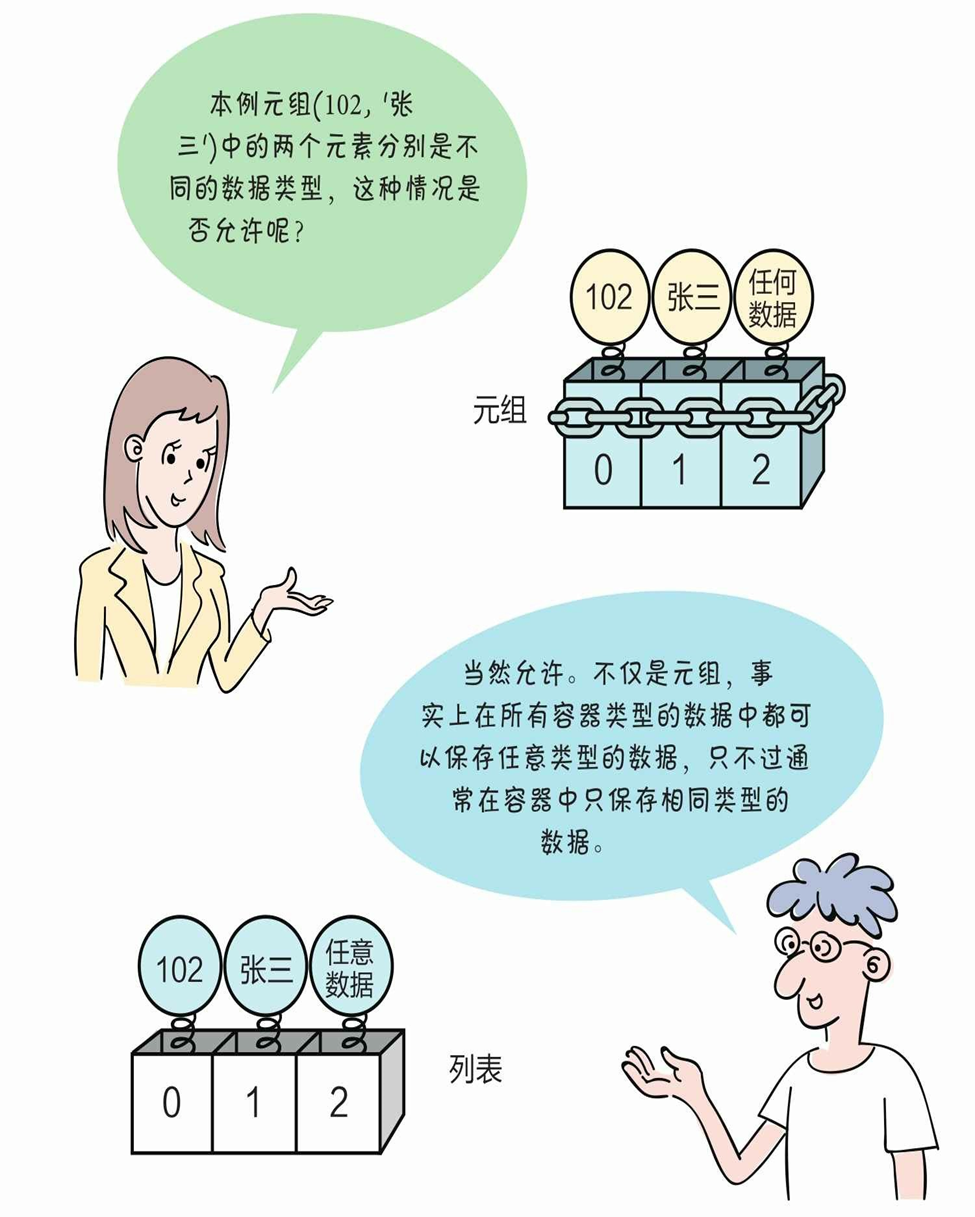 本例元组(102, '张
三')中的两个元素分别是不
同的数据类型，这种情况是
否允许呢？
102
张三
任何
数据
元组
0
1
2
当然允许。不仅是元组，事
实上在所有容器类型的数据中都可
以保存任意类型的数据，只不过通
常在容器中只保存相同类型的
数据。
102
张三
任意
数据
0
1
2
列表